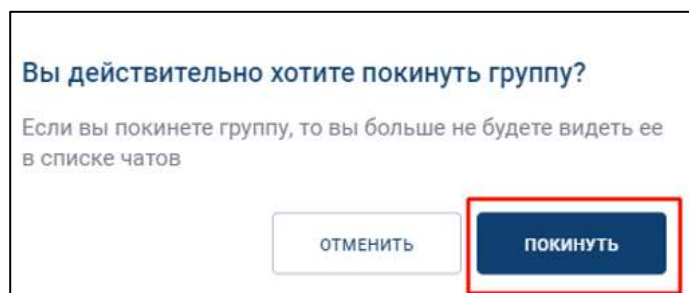 Вы действительно хотите покинуть группу?
Если вы покинете группу, то вы больше не будете видеть ее
в списке чатов
ОТМЕНИТЬ
ПОКИНУТЬ